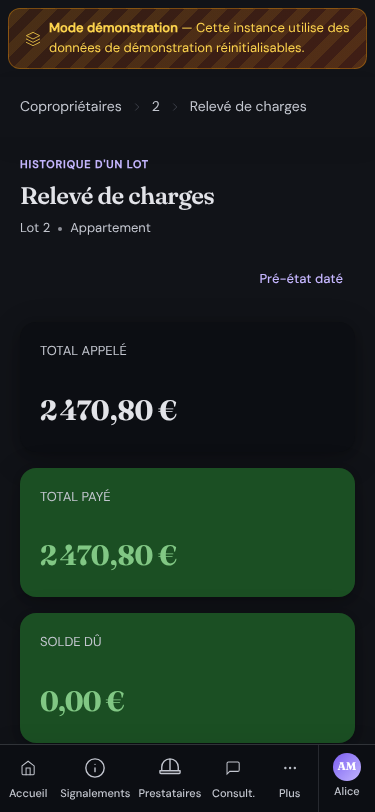 Mode démonstration — Cette instance utilise des
données de démonstration réinitialisables.
Copropriétaires > 2 > Relevé de charges
HISTORIQUE D'UN LOT
Relevé de charges
Lot 2 • Appartement
Pré-état daté
TOTAL APPELÉ
2 470,80 €
TOTAL PAYÉ
2 470,80 €
SOLDE DÛ
0,00 €
Accueil Signalements Prestataires Consult. Plus
AM
Alice